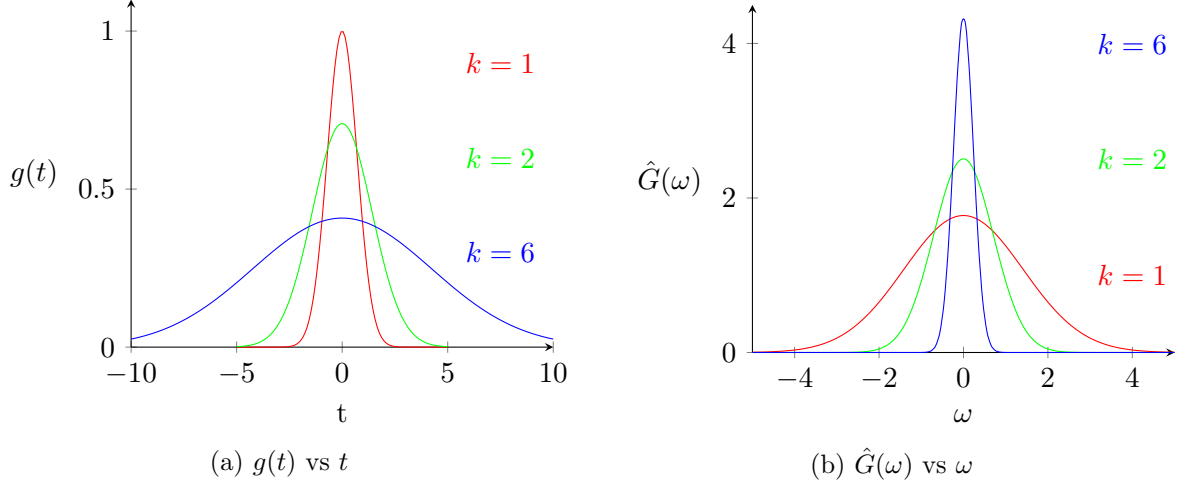 g(t)
1
0.5
0
−10
−5
0
5
10
t
k = 1
k = 2
k = 6
(a) g(t) vs t
Ĝ(ω)
4
2
0
−4
−2
0
2
4
ω
k = 6
k = 2
k = 1
(b) Ĝ(ω) vs ω